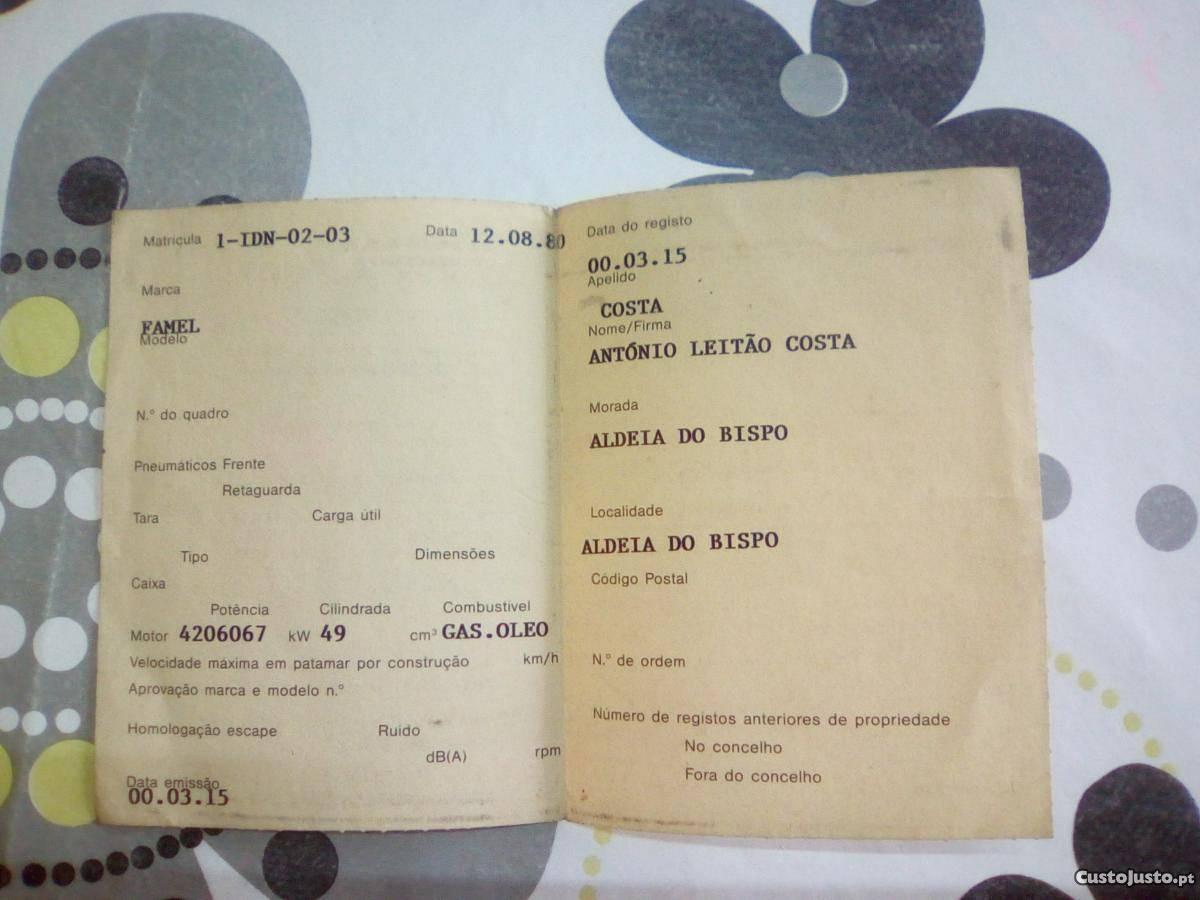 Matrícula 1-IDN-02-03 Data 12.08.80
Marca
FAMEL
Modelo
N.º do quadro
Pneumáticos Frente
Retaguarda
Tara Carga útil
Tipo Dimensões
Caixa
Potência Cilindrada Combustível
Motor 4206067 kW 49 cm³ GAS.OLEO
Velocidade máxima em patamar por construção km/h
Aprovação marca e modelo n.º
Homologação escape Ruído
dB(A) rpm
Data emissão
00.03.15
Data do registo
00.03.15
Apelido
COSTA
Nome/Firma
ANTÓNIO LEITÃO COSTA
Morada
ALDEIA DO BISPO
Localidade
ALDEIA DO BISPO
Código Postal
N.º de ordem
Número de registos anteriores de propriedade
No concelho
Fora do concelho
CustoJusto.pt